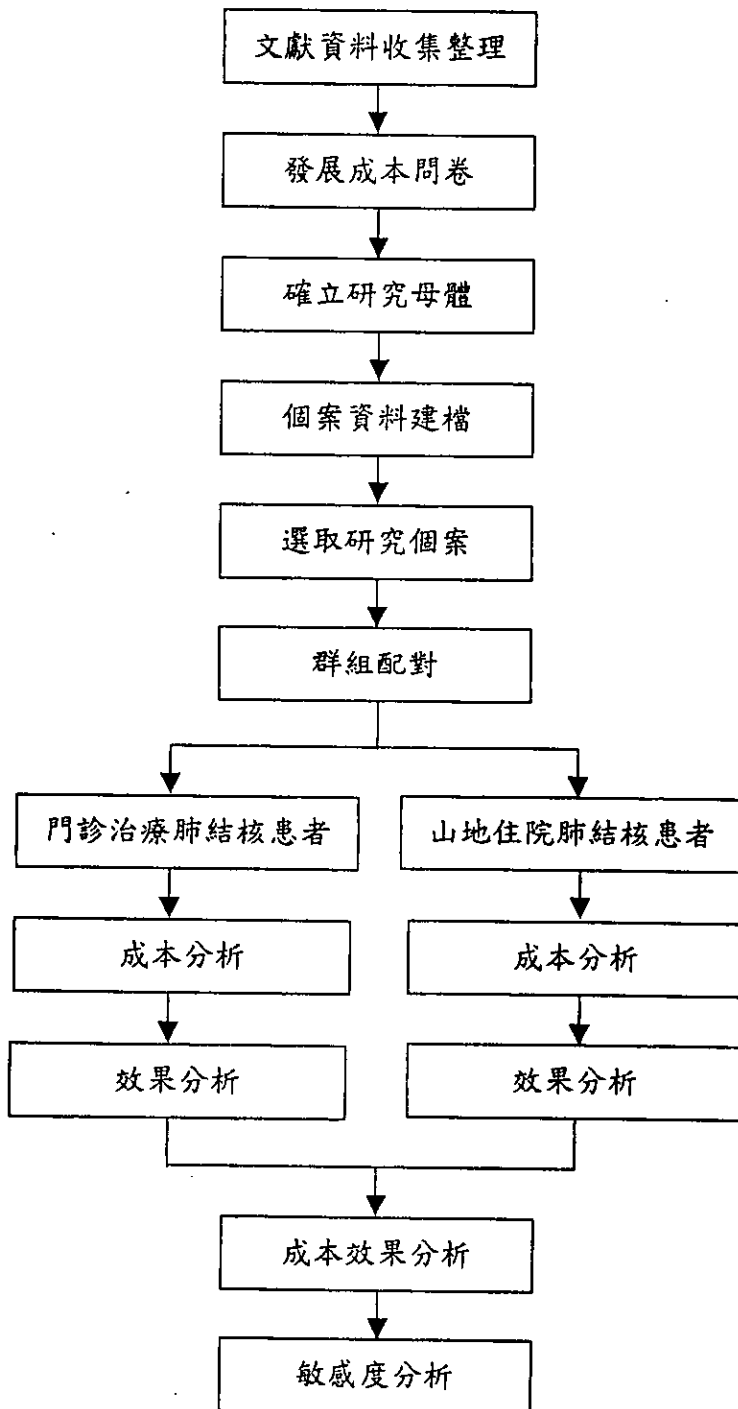 文獻資料收集整理
發展成本問卷
確立研究母體
個案資料建檔
選取研究個案
群組配對
門診治療肺結核患者
山地住院肺結核患者
成本分析
成本分析
效果分析
效果分析
成本效果分析
敏感度分析